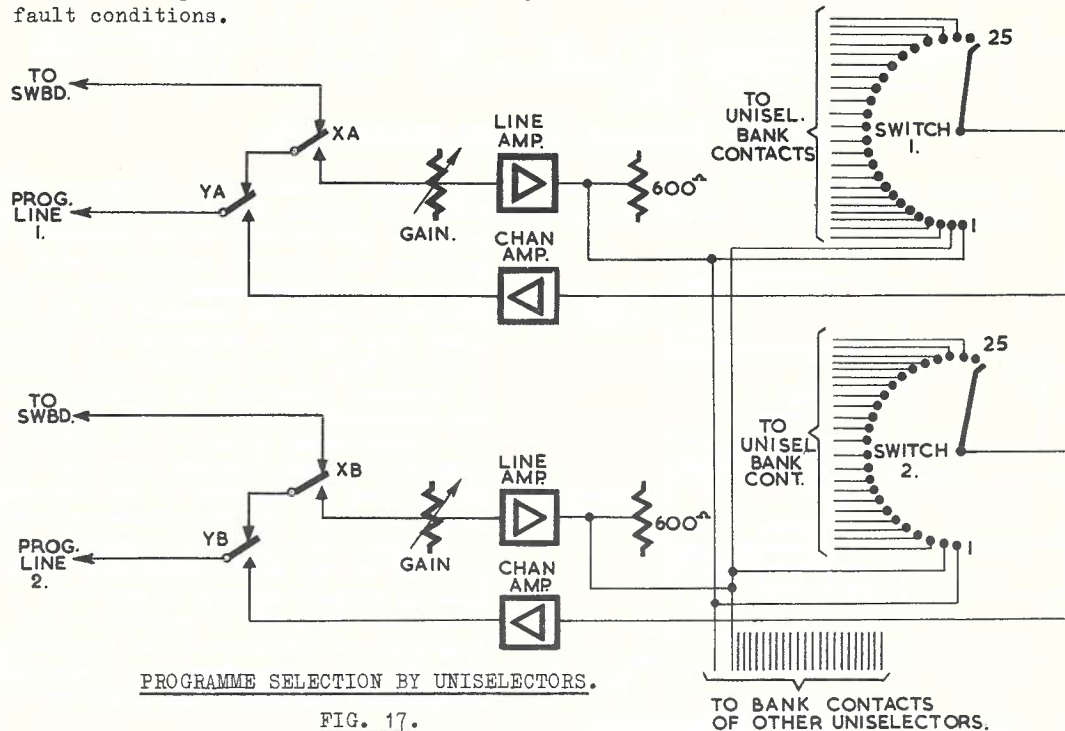 fault conditions.
TO
SWBD.
XA
YA
PROG.
LINE
1.
GAIN.
LINE
AMP.
600Ω
CHAN
AMP.
TO
UNISEL.
BANK
CONTACTS
SWITCH
1.
25
1
TO
SWBD.
XB
YB
PROG.
LINE
2.
GAIN
LINE
AMP.
600Ω
CHAN
AMP.
TO
UNISEL
BANK
CONT.
SWITCH
2.
25
1
PROGRAMME SELECTION BY UNISELECTORS.
FIG. 17.
TO BANK CONTACTS
OF OTHER UNISELECTORS.